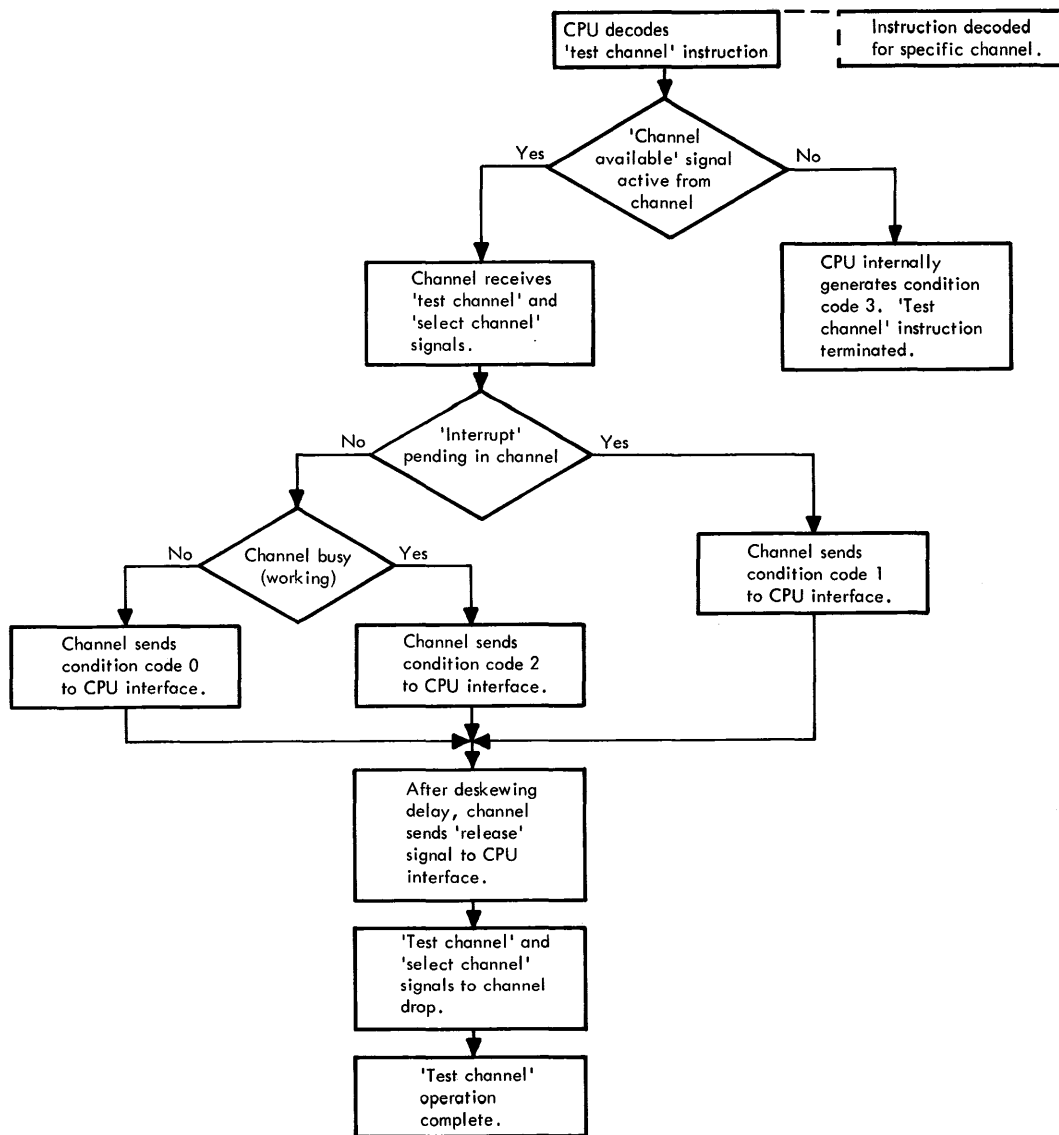 CPU decodes
'test channel' instruction
Instruction decoded
for specific channel.
'Channel
available' signal
active from
channel
Yes
No
Channel receives
'test channel' and
'select channel'
signals.
CPU internally
generates condition
code 3. 'Test
channel' instruction
terminated.
'Interrupt'
pending in channel
No
Yes
Channel busy
(working)
No
Yes
Channel sends
condition code 1
to CPU interface.
Channel sends
condition code 0
to CPU interface.
Channel sends
condition code 2
to CPU interface.
After deskewing
delay, channel
sends 'release'
signal to CPU
interface.
'Test channel' and
'select channel'
signals to channel
drop.
'Test channel'
operation
complete.